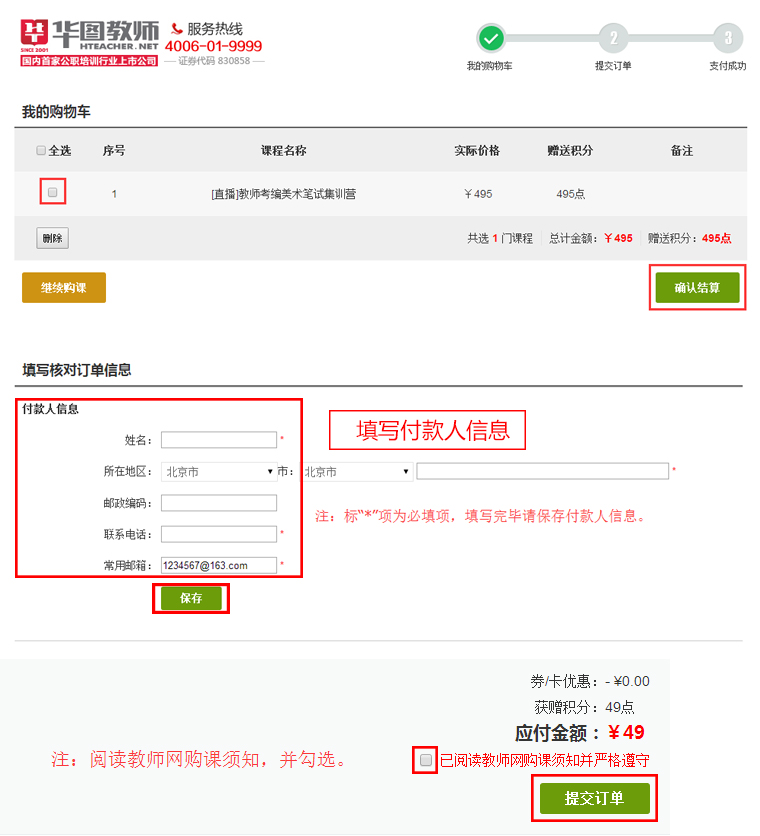 华图教师
HTEACHER.NET
SINCE 2001
国内首家公职培训行业上市公司
服务热线
4006-01-9999
证券代码 830858
2
3
我的购物车
提交订单
支付成功
我的购物车
全选 序号 课程名称 实际价格 赠送积分 备注
1 [直播]教师考编美术笔试集训营 ￥495 495点
删除 共选 1 门课程 总计金额：￥495 赠送积分：495点
继续购课 确认结算
填写核对订单信息
付款人信息
填写付款人信息
姓名： *
所在地区： 北京市 市： 北京市 *
邮政编码：
注：标“*”项为必填项，填写完毕请保存付款人信息。
联系电话： *
常用邮箱： 1234567@163.com *
保存
券/卡优惠：- ¥0.00
获赠积分：49点
应付金额：￥49
注：阅读教师网购课须知，并勾选。
已阅读教师网购课须知并严格遵守
提交订单